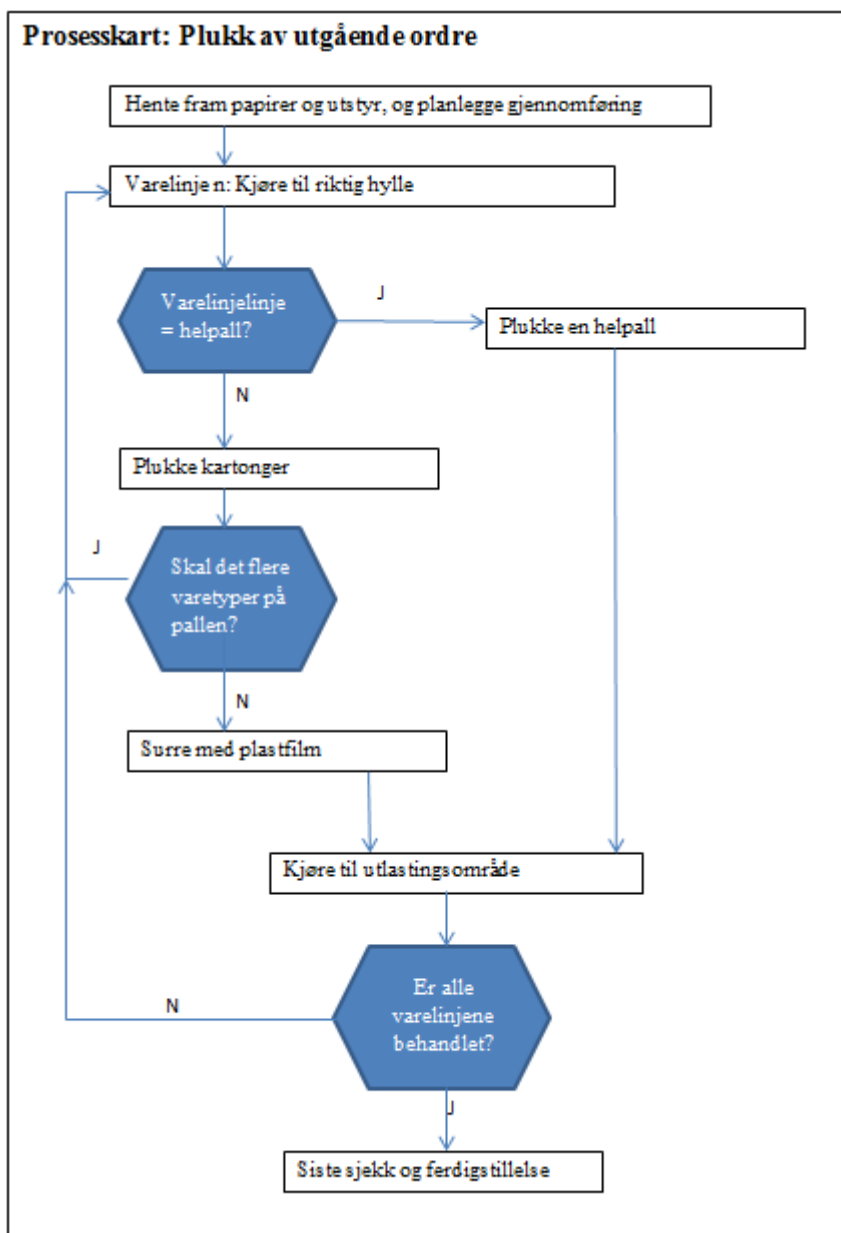 Prosesskart: Plukk av utgående ordre
Hente fram papirer og utstyr, og planlegge gjennomføring
Varelinje n: Kjøre til riktig hylle
Varelinjelinje
= helpall?
J
Plukke en helpall
N
Plukke kartonger
J
Skal det flere
varetyper på
pallen?
N
Surre med plastfilm
Kjøre til utlastingsområde
Er alle
varelinjene
behandlet?
N
J
Siste sjekk og ferdigstillelse